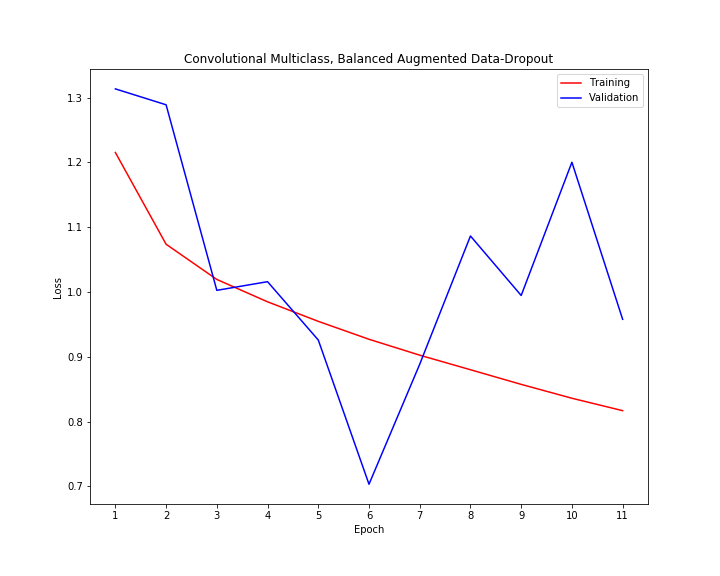 Convolutional Multiclass, Balanced Augmented Data-Dropout
Training
Validation
Loss
1.3
1.2
1.1
1.0
0.9
0.8
0.7
1 2 3 4 5 6 7 8 9 10 11
Epoch